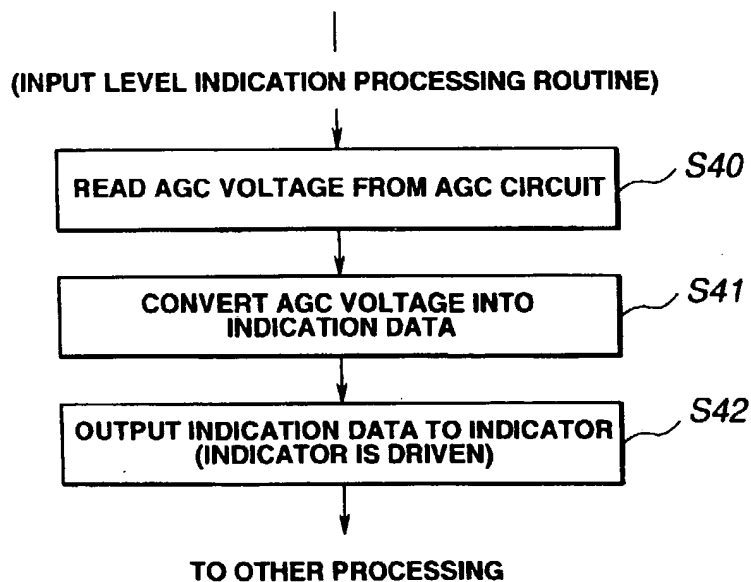 (INPUT LEVEL INDICATION PROCESSING ROUTINE)
READ AGC VOLTAGE FROM AGC CIRCUIT
S40
CONVERT AGC VOLTAGE INTO
INDICATION DATA
S41
OUTPUT INDICATION DATA TO INDICATOR
(INDICATOR IS DRIVEN)
S42
TO OTHER PROCESSING